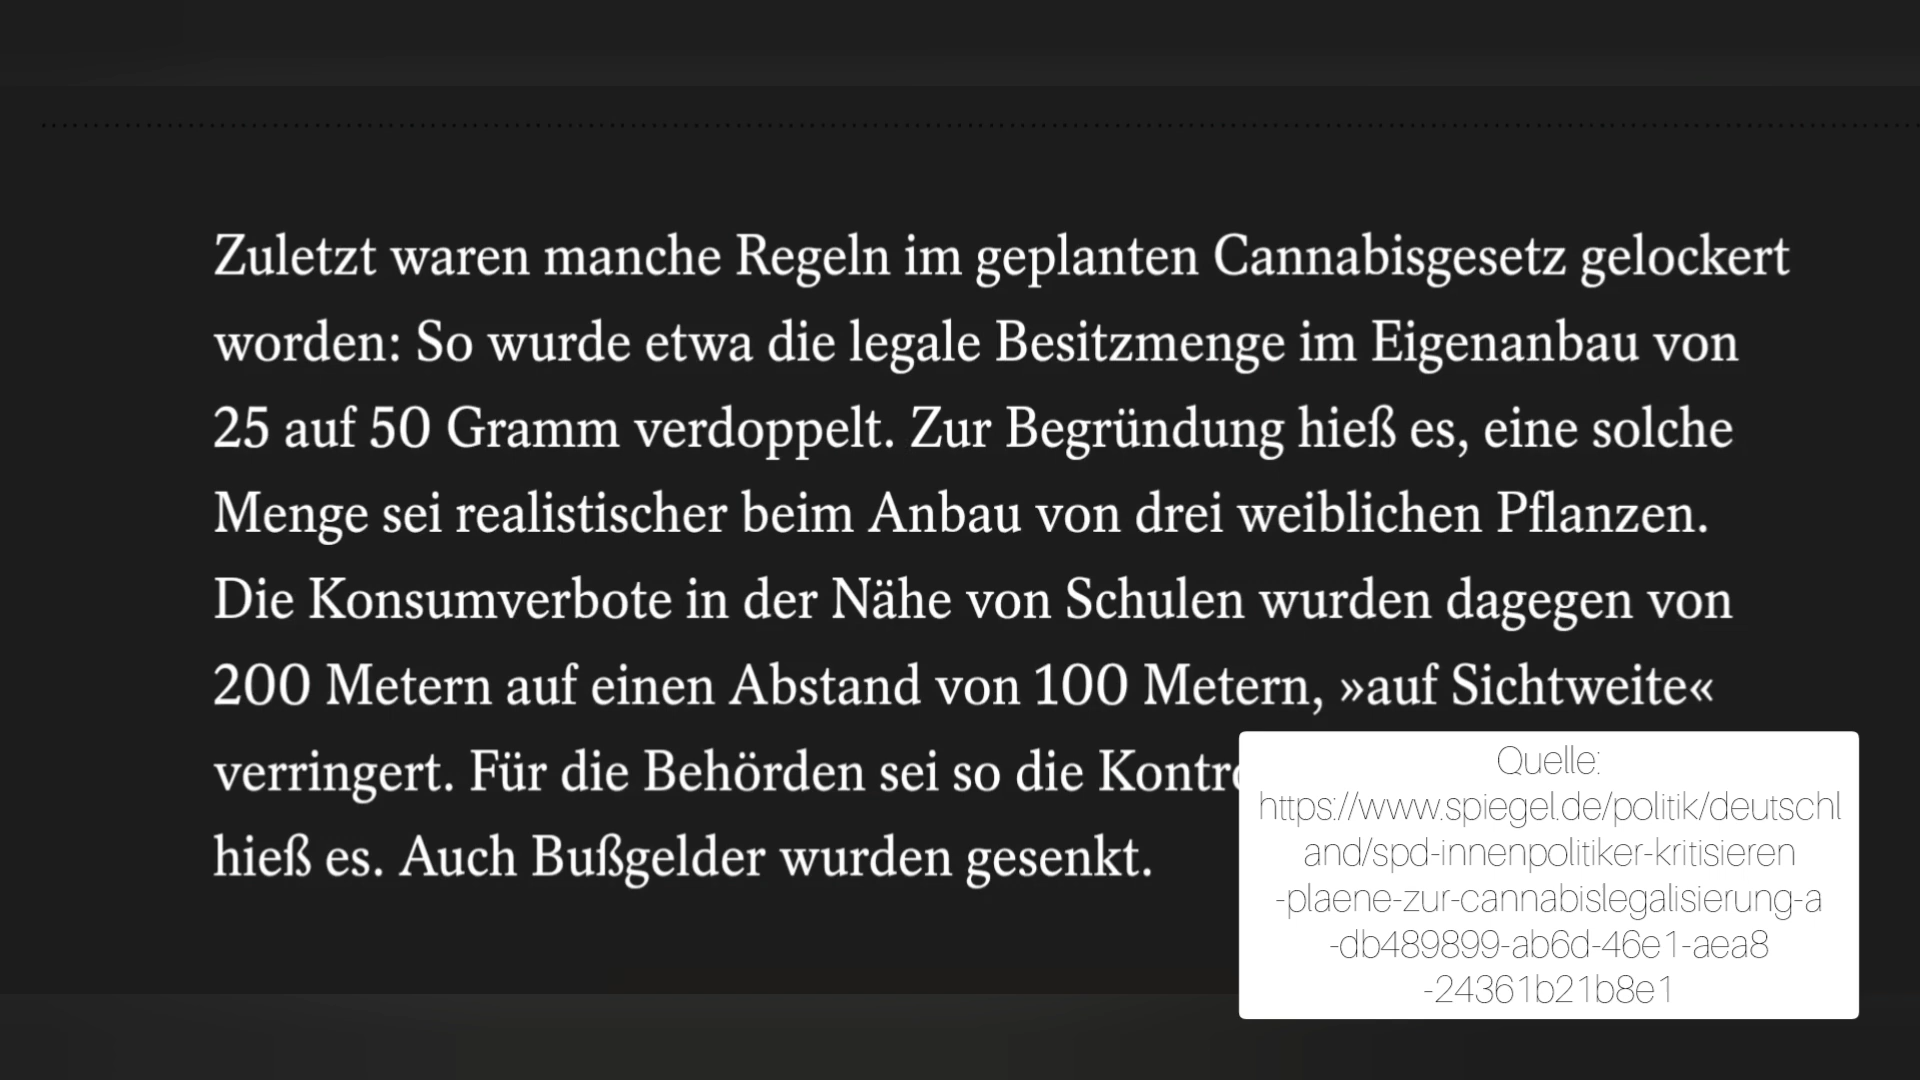 Zuletzt waren manche Regeln im geplanten Cannabisgesetz gelockert
worden: So wurde etwa die legale Besitzmenge im Eigenanbau von
25 auf 50 Gramm verdoppelt. Zur Begründung hieß es, eine solche
Menge sei realistischer beim Anbau von drei weiblichen Pflanzen.
Die Konsumverbote in der Nähe von Schulen wurden dagegen von
200 Metern auf einen Abstand von 100 Metern, »auf Sichtweite«
verringert. Für die Behörden sei so die
hieß es. Auch Bußgelder wurden gesenkt.
Quelle:
https://www.spiegel.de/politik/deutschl
and/spd-innenpolitiker-kritisieren
-plaene-zur-cannabislegalisierung-a
-db489899-ab6d-46e1-aea8
-24361b21b8e1